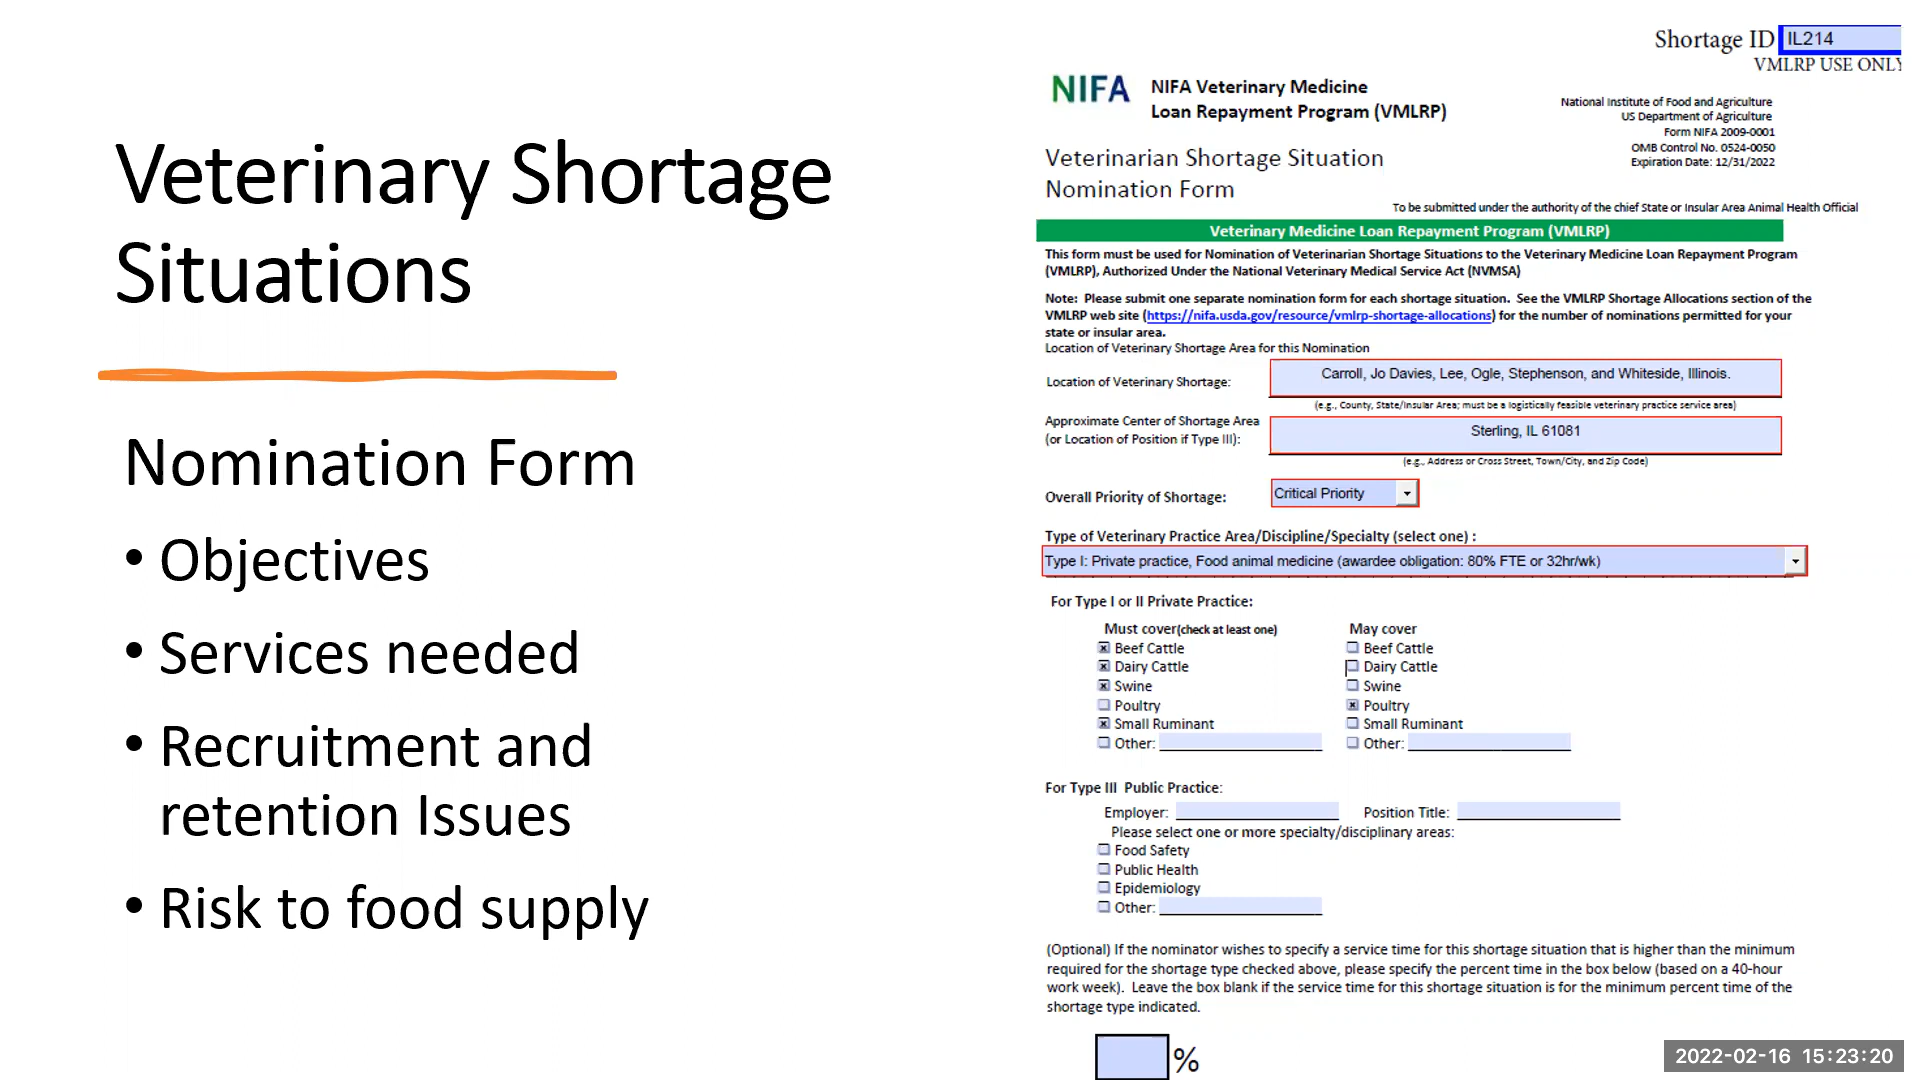 Veterinary Shortage
Situations
Nomination Form
• Objectives
• Services needed
• Recruitment and
retention Issues
• Risk to food supply
Shortage ID IL214
VMLRP USE ONLY
NIFA
NIFA Veterinary Medicine
Loan Repayment Program (VMLRP)
National Institute of Food and Agriculture
US Department of Agriculture
Form NIFA 2009-0001
OMB Control No. 0524-0050
Expiration Date: 12/31/2022
Veterinarian Shortage Situation
Nomination Form
To be submitted under the authority of the chief State or Insular Area Animal Health Official
Veterinary Medicine Loan Repayment Program (VMLRP)
This form must be used for Nomination of Veterinarian Shortage Situations to the Veterinary Medicine Loan Repayment Program
(VMLRP), Authorized Under the National Veterinary Medical Service Act (NVMSA)
Note: Please submit one separate nomination form for each shortage situation. See the VMLRP Shortage Allocations section of the
VMLRP web site (https://nifa.usda.gov/resource/vmlrp-shortage-allocations) for the number of nominations permitted for your
state or insular area.
Location of Veterinary Shortage Area for this Nomination
Location of Veterinary Shortage: Carroll, Jo Davies, Lee, Ogle, Stephenson, and Whiteside, Illinois.
(e.g., County, State/Insular Area; must be a logistically feasible veterinary practice service area)
Approximate Center of Shortage Area
(or Location of Position if Type III): Sterling, IL 61081
(e.g., Address or Cross Street, Town/City, and Zip Code)
Overall Priority of Shortage: Critical Priority
Type of Veterinary Practice Area/Discipline/Specialty (select one) :
Type I: Private practice, Food animal medicine (awardee obligation: 80% FTE or 32hr/wk)
For Type I or II Private Practice:
Must cover(check at least one) May cover
Beef Cattle Beef Cattle
Dairy Cattle Dairy Cattle
Swine Swine
Poultry Poultry
Small Ruminant Small Ruminant
Other: Other:
For Type III Public Practice:
Employer: Position Title:
Please select one or more specialty/disciplinary areas:
Food Safety
Public Health
Epidemiology
Other:
(Optional) If the nominator wishes to specify a service time for this shortage situation that is higher than the minimum
required for the shortage type checked above, please specify the percent time in the box below (based on a 40-hour
work week). Leave the box blank if the service time for this shortage situation is for the minimum percent time of the
shortage type indicated.
%
2022-02-16 15:23:20